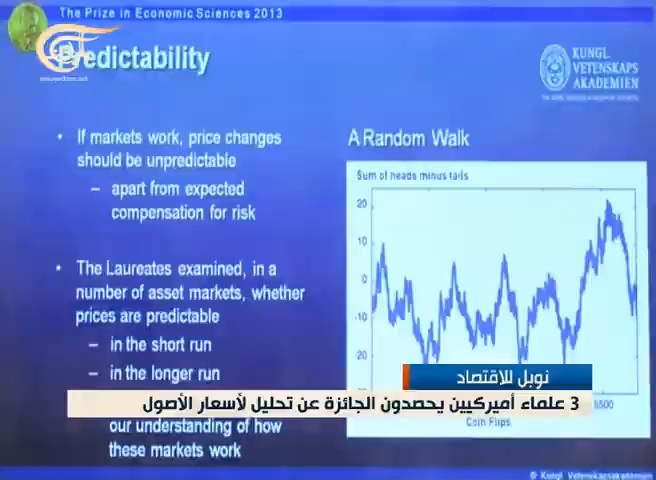 The Prize in Economic Sciences 2013
Predictability
KUNGL.
VETENSKAPS
AKADEMIEN
• If markets work, price changes
should be unpredictable
– apart from expected
compensation for risk
• The Laureates examined, in a
number of asset markets, whether
prices are predictable
– in the short run
– in the longer run
our understanding of how
these markets work
A Random Walk
Sum of heads minus tails
20
10
0
-10
-20
Coin Flips
نوبل للاقتصاد
3 علماء أميركيين يحصدون الجائزة عن تحليل لأسعار الأصول
© Kungl. Vetenskapsakademien